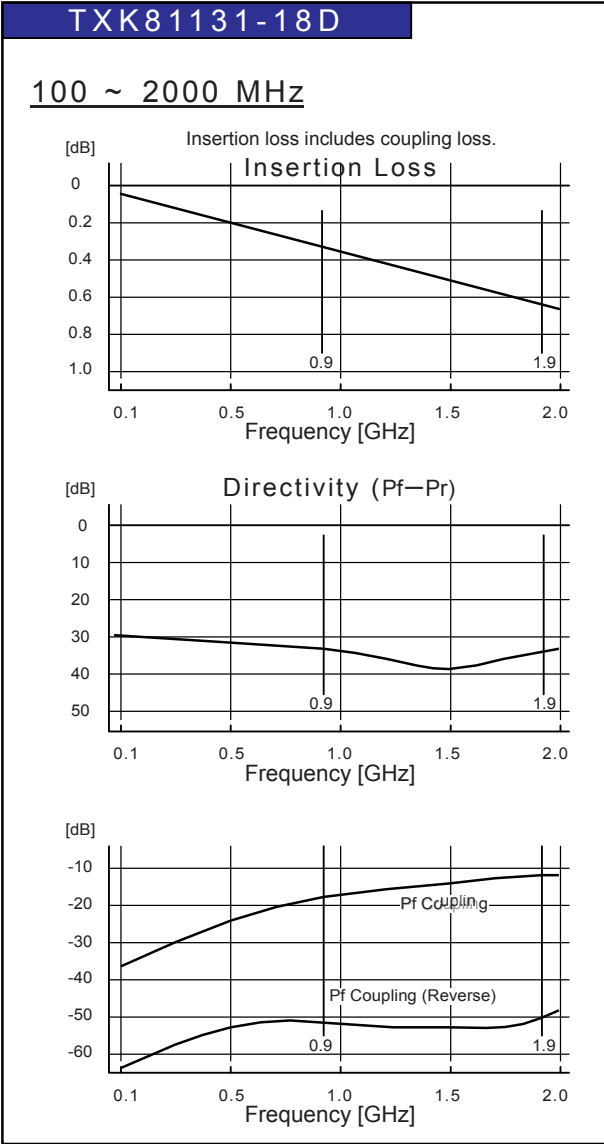 TXK81131-18D
100 ~ 2000 MHz
Insertion loss includes coupling loss.
[dB]
Insertion Loss
0
0.2
0.4
0.6
0.8
1.0
0.9
1.9
0.1 0.5 1.0 1.5 2.0
Frequency [GHz]
[dB]
Directivity (Pf—Pr)
0
10
20
30
40
50
0.9
1.9
0.1 0.5 1.0 1.5 2.0
Frequency [GHz]
[dB]
-10
-20
Pf Coupling
-30
-40
Pf Coupling (Reverse)
-50
0.9
1.9
-60
0.1 0.5 1.0 1.5 2.0
Frequency [GHz]